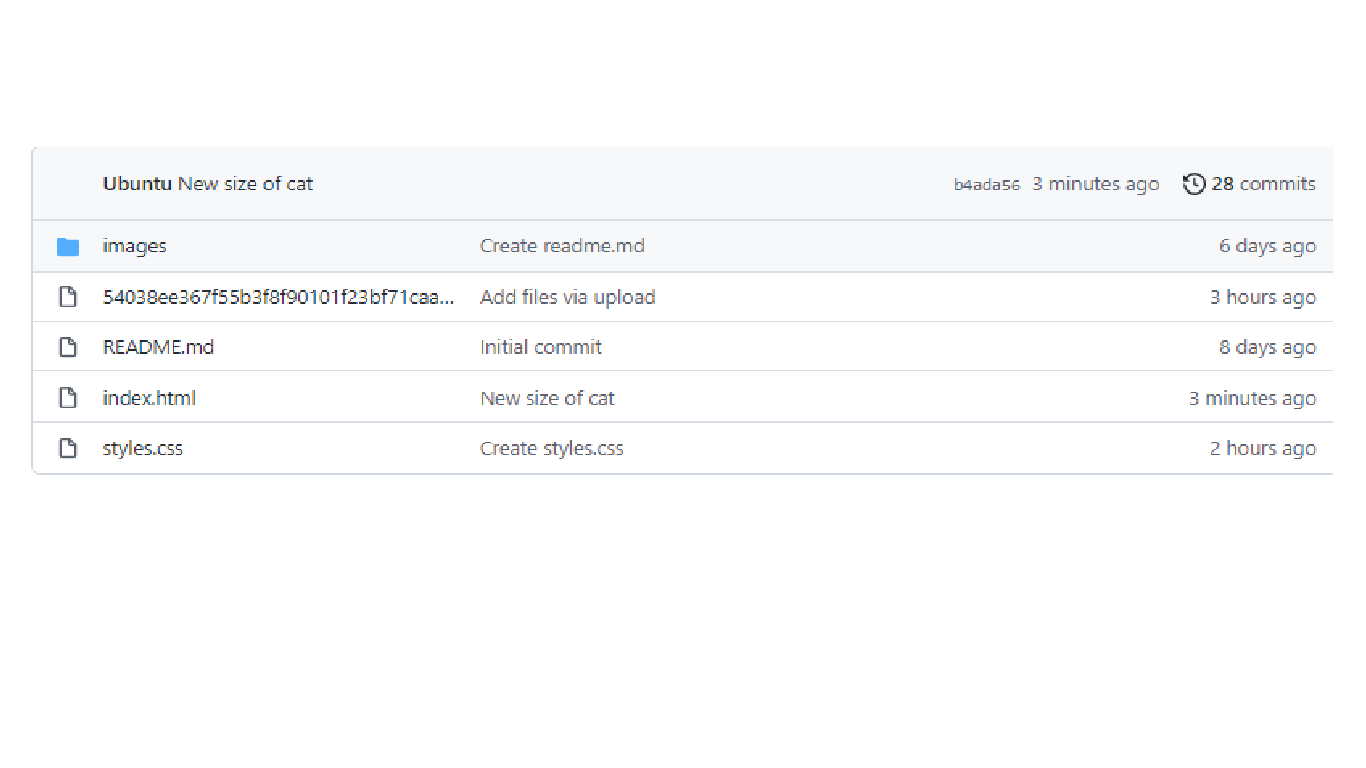 Ubuntu New size of cat b4ada56 3 minutes ago 28 commits
images Create readme.md 6 days ago
54038ee367f55b3f8f90101f23bf71caa... Add files via upload 3 hours ago
README.md Initial commit 8 days ago
index.html New size of cat 3 minutes ago
styles.css Create styles.css 2 hours ago